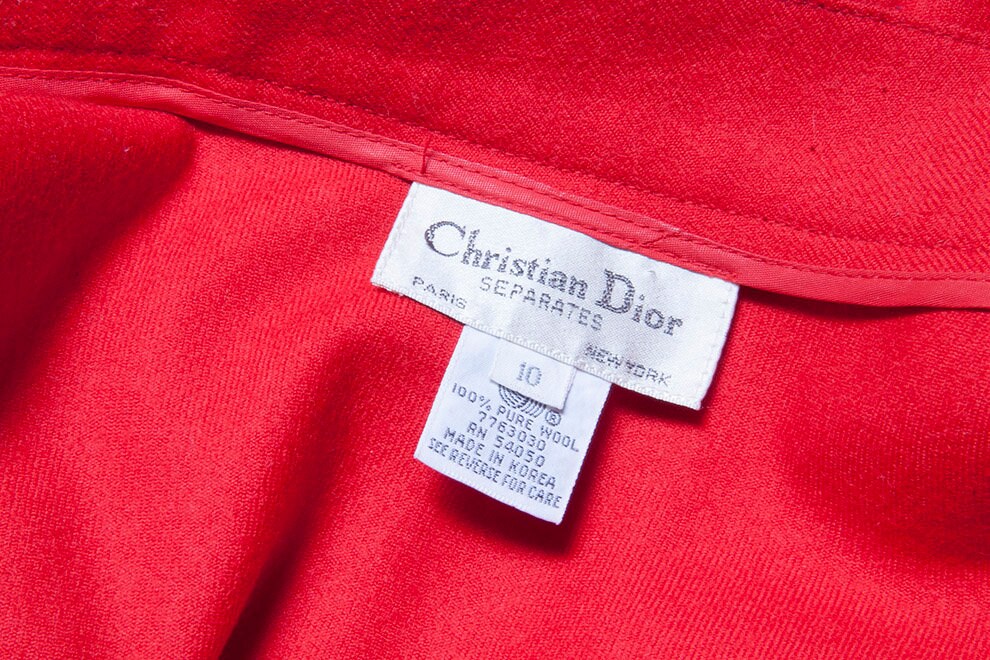 Christian Dior
SEPARATES
PARIS
NEW YORK
10
®
100% PURE WOOL
7763030
RN 54050
MADE IN KOREA
SEE REVERSE FOR CARE